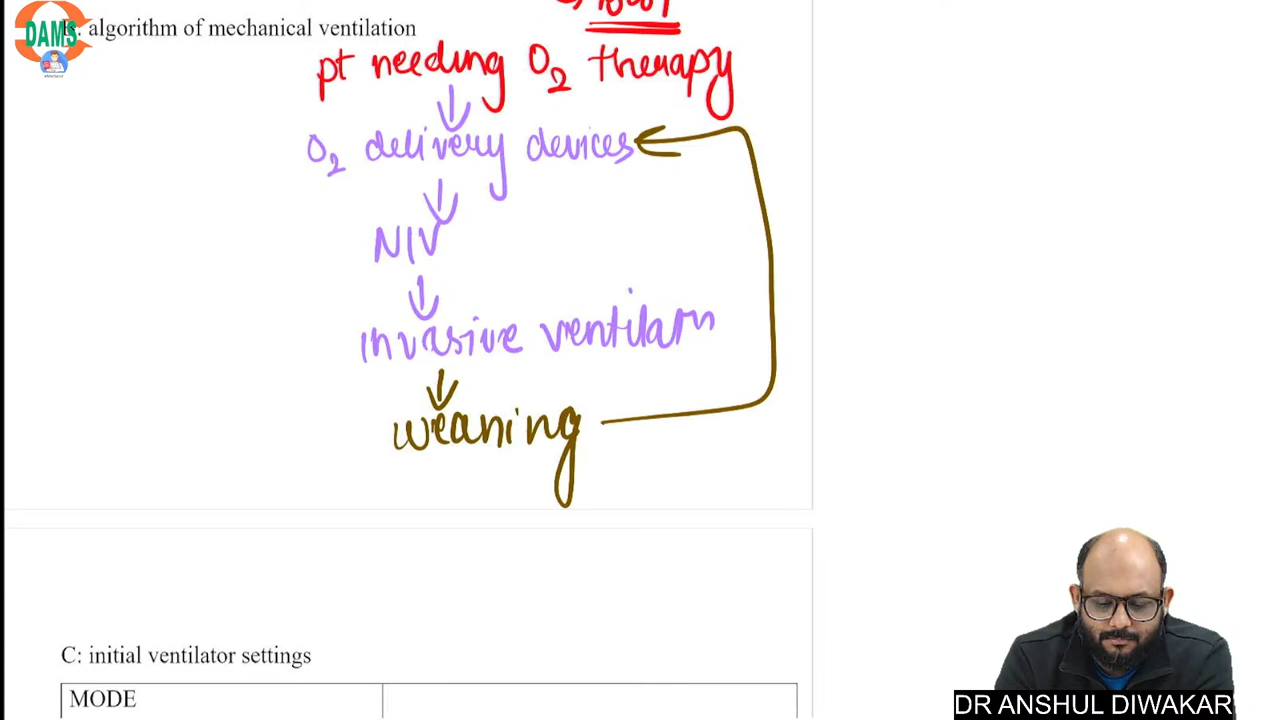 DAMS
B: algorithm of mechanical ventilation
pt needing O2 therapy
O2 delivery devices
NIV
invasive ventilatn
weaning
C: initial ventilator settings
MODE
DR ANSHUL DIWAKAR